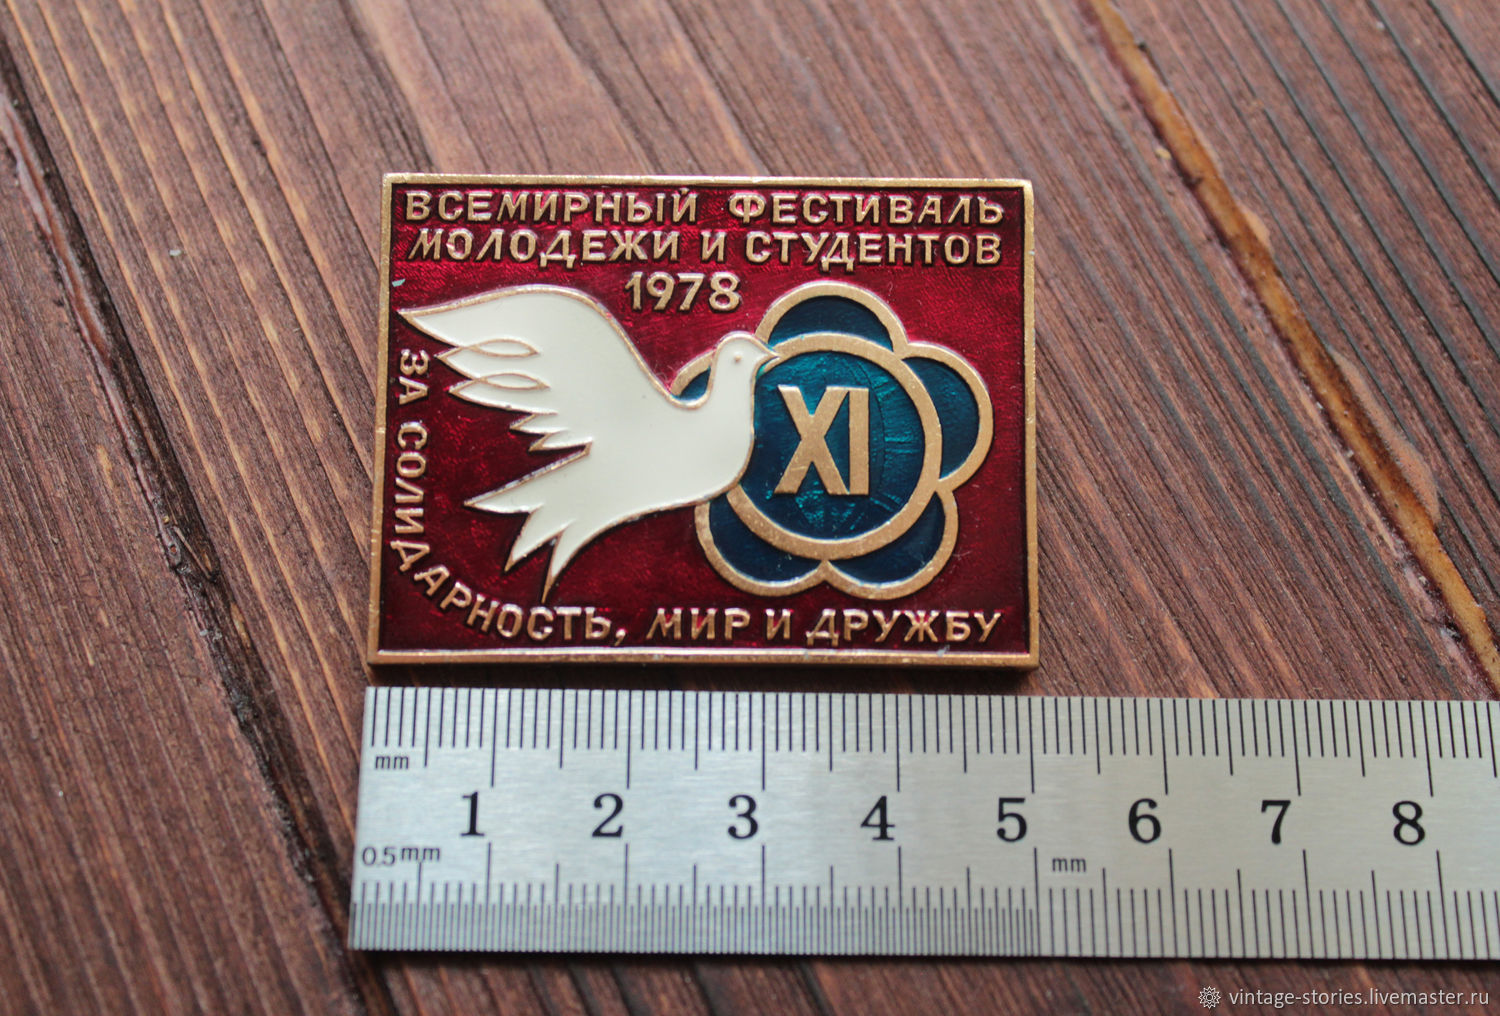 ВСЕМИРНЫЙ ФЕСТИВАЛЬ
МОЛОДЕЖИ И СТУДЕНТОВ
1978
XI
ЗА СОЛИДАРНОСТЬ, МИР И ДРУЖБУ
mm
1 2 3 4 5 6 7 8
0.5mm
mm
vintage-stories.livemaster.ru